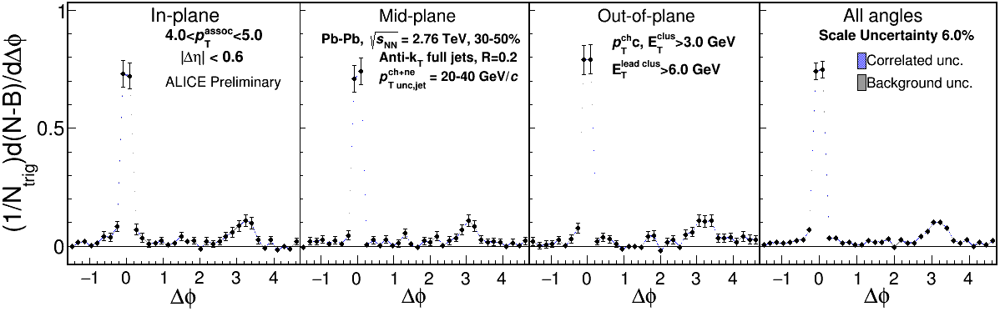 (1/N_trig)d(N-B)/dΔϕ
1
0.5
0
In-plane
4.0<p_T^assoc<5.0
|Δη| < 0.6
ALICE Preliminary
−1 0 1 2 3 4
Δϕ
Mid-plane
Pb-Pb, √s_NN = 2.76 TeV, 30-50%
Anti-k_T full jets, R=0.2
p_T unc,jet^ch+ne = 20-40 GeV/c
−1 0 1 2 3 4
Δϕ
Out-of-plane
p_T^ch c, E_T^clus>3.0 GeV
E_T^lead clus>6.0 GeV
−1 0 1 2 3 4
Δϕ
All angles
Scale Uncertainty 6.0%
Correlated unc.
Background unc.
−1 0 1 2 3 4
Δϕ